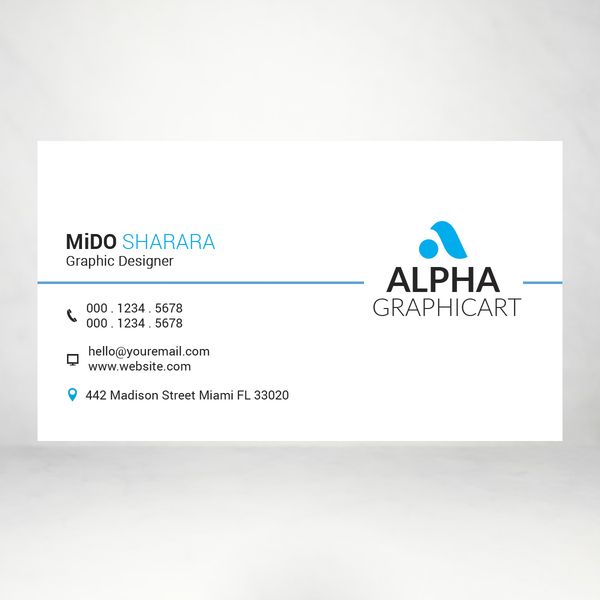 MiDO SHARARA
Graphic Designer
000 . 1234 . 5678
000 . 1234 . 5678
hello@youremail.com
www.website.com
442 Madison Street Miami FL 33020
ALPHA
GRAPHICART